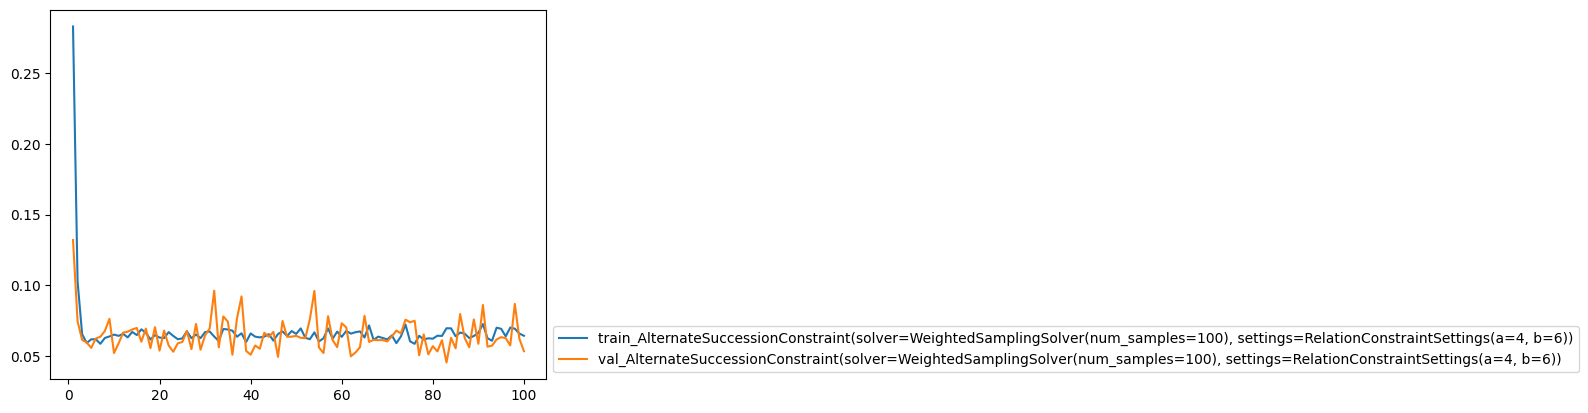 0.25
0.20
0.15
0.10
0.05
0 20 40 60 80 100
train_AlternateSuccessionConstraint(solver=WeightedSamplingSolver(num_samples=100), settings=RelationConstraintSettings(a=4, b=6))
val_AlternateSuccessionConstraint(solver=WeightedSamplingSolver(num_samples=100), settings=RelationConstraintSettings(a=4, b=6))